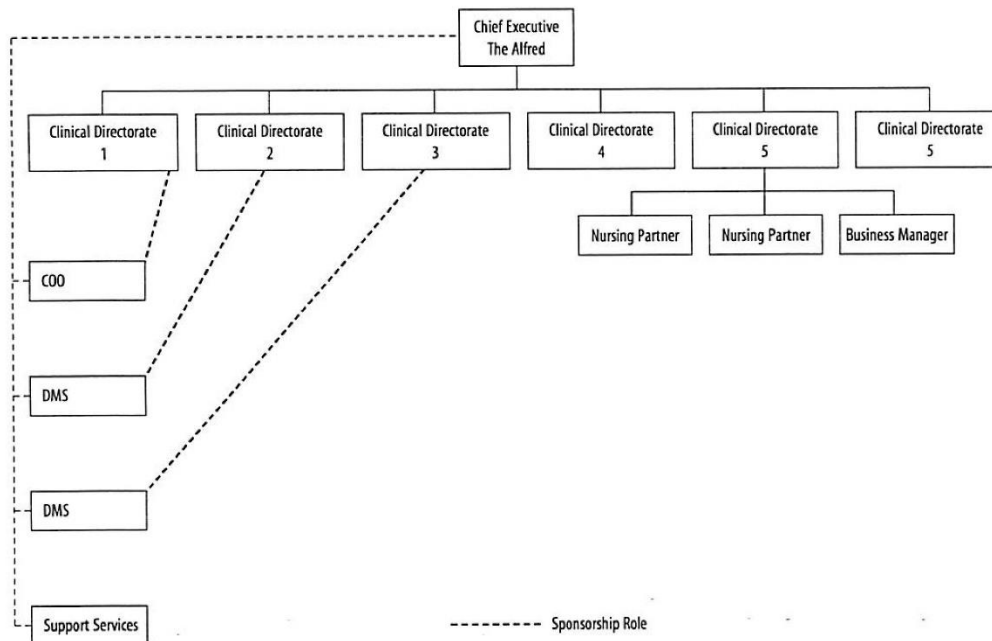 Chief Executive
The Alfred
Clinical Directorate
1
Clinical Directorate
2
Clinical Directorate
3
Clinical Directorate
4
Clinical Directorate
5
Clinical Directorate
5
Nursing Partner
Nursing Partner
Business Manager
COO
DMS
DMS
Support Services
Sponsorship Role